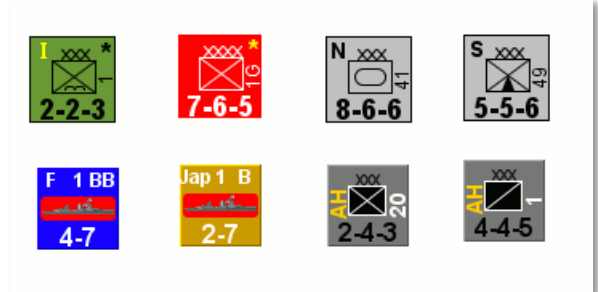 I XXX *
1
2-2-3
XXXX *
1G
7-6-5
N XXX
41
8-6-6
S XXX
49
5-5-6
F 1 BB
4-7
Jap 1 B
2-7
XXX
AH 20
2-4-3
XXX
AH 1
4-4-5